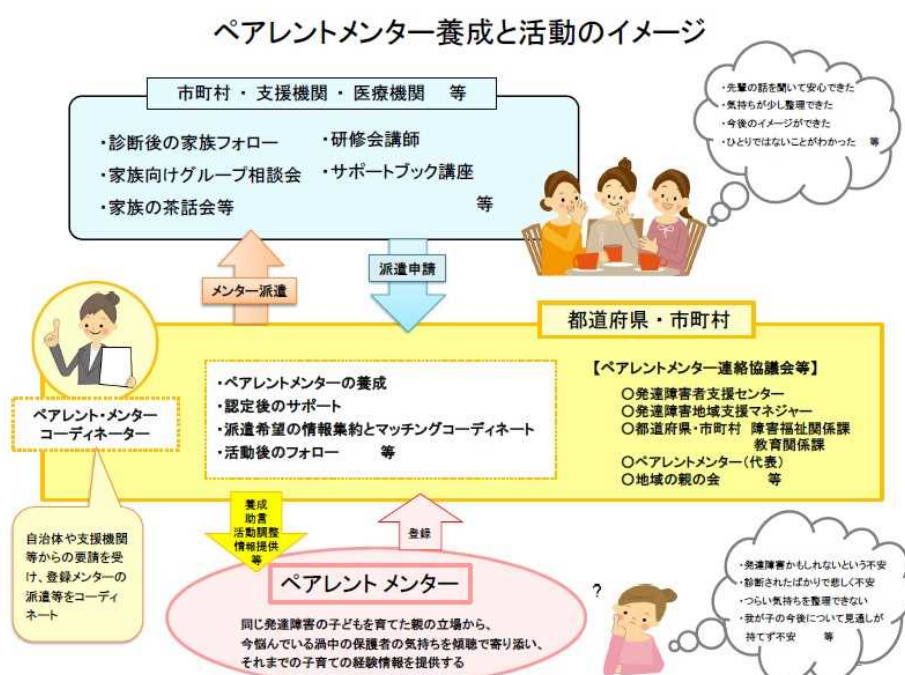 ペアレントメンター養成と活動のイメージ
市町村・支援機関・医療機関 等
・診断後の家族フォロー
・家族向けグループ相談会
・家族の茶話会等
・研修会講師
・サポートブック講座
等
・先輩の話を聞いて安心できた
・気持ちが少し整理できた
・今後のイメージができた
・ひとりではないことがわかった 等
メンター派遣
派遣申請
都道府県・市町村
ペアレント・メンター
コーディネーター
・ペアレントメンターの養成
・認定後のサポート
・派遣希望の情報集約とマッチングコーディネート
・活動後のフォロー 等
【ペアレントメンター連絡協議会等】
〇発達障害者支援センター
〇発達障害地域支援マネジャー
〇都道府県・市町村 障害福祉関係課
教育関係課
〇ペアレントメンター(代表)
〇地域の親の会 等
自治体や支援機関
等からの要請を受
け、登録メンターの
派遣等をコーディ
ネート
養成
助言
活動調整
情報提供
等
登録
ペアレント メンター
同じ発達障害の子どもを育てた親の立場から、
今悩んでいる渦中の保護者の気持ちを傾聴で寄り添い、
それまでの子育ての経験情報を提供する
?
・発達障害かもしれないという不安
・診断されたばかりで悲しく不安
・つらい気持ちを整理できない
・我が子の今後について見通しが
持てず不安 等